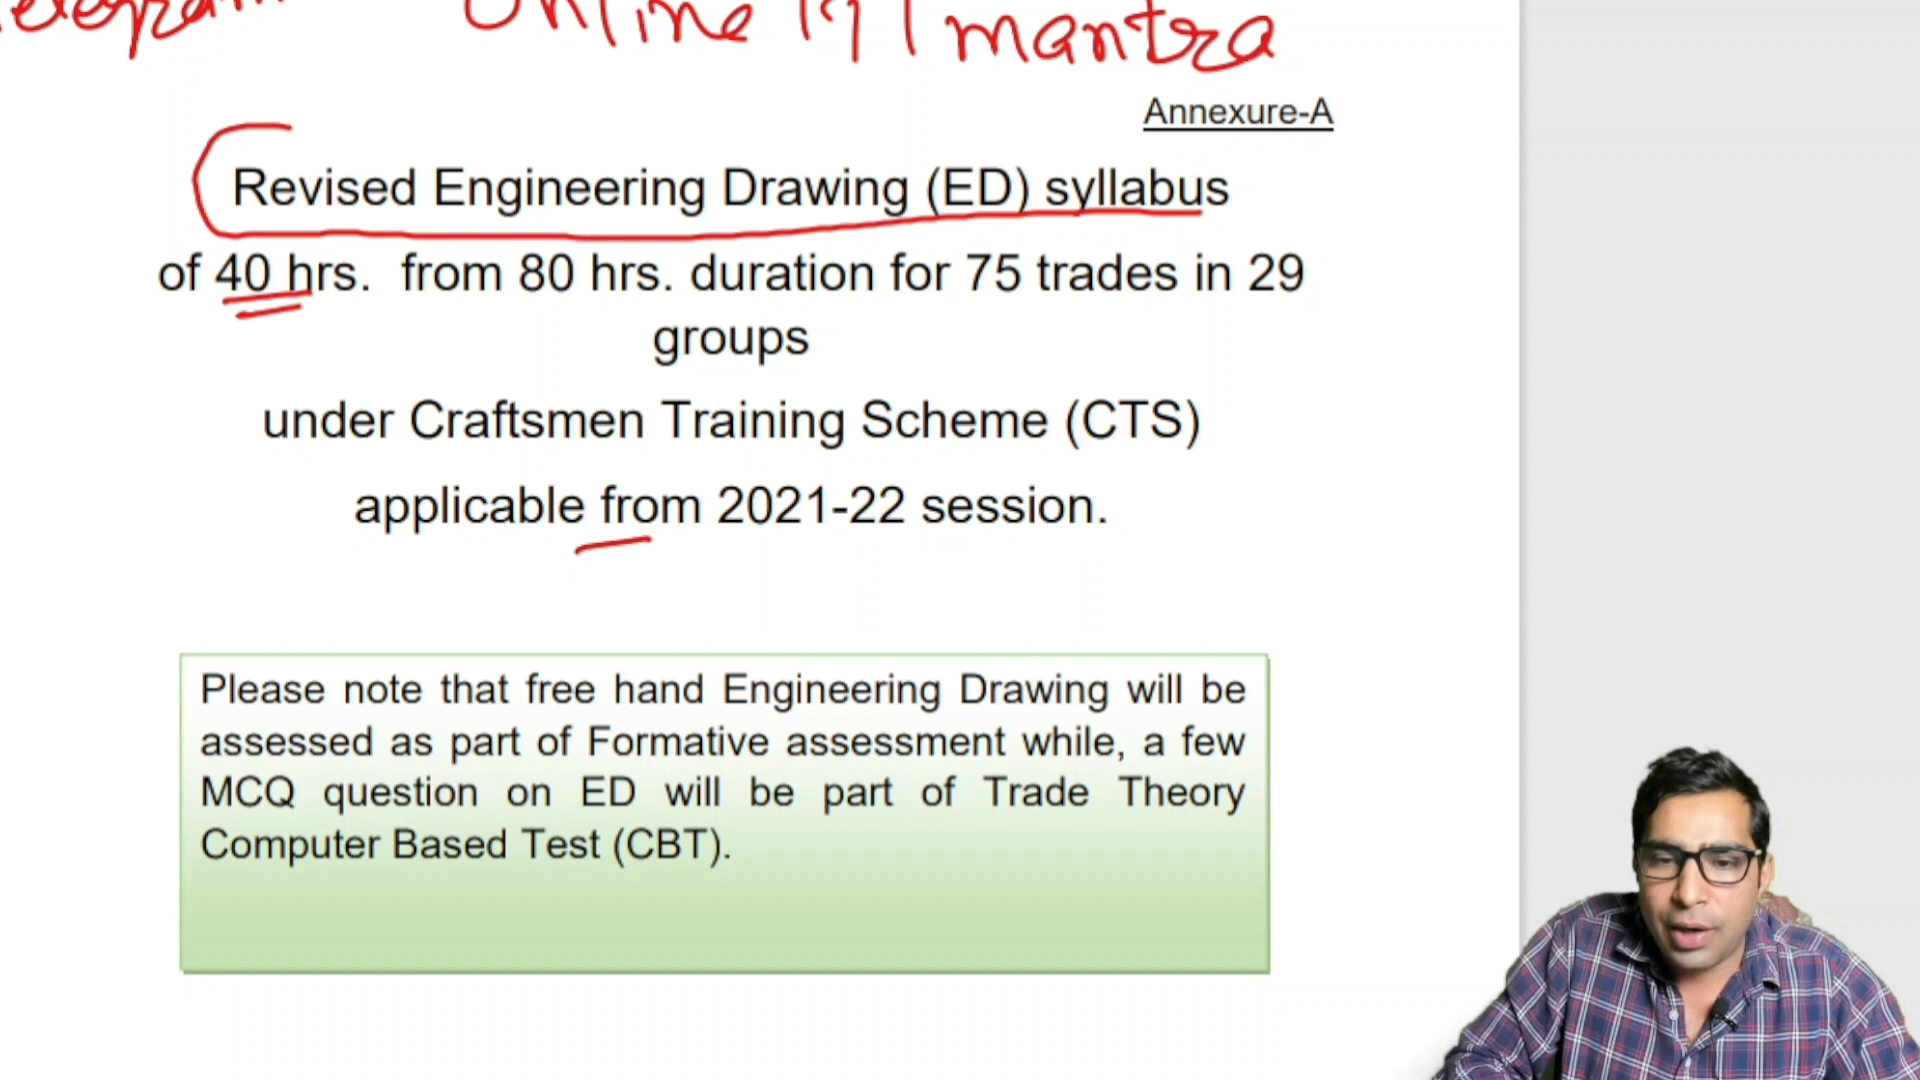 Online ITI mantra
Annexure-A
Revised Engineering Drawing (ED) syllabus
of 40 hrs. from 80 hrs. duration for 75 trades in 29
groups
under Craftsmen Training Scheme (CTS)
applicable from 2021-22 session.
Please note that free hand Engineering Drawing will be
assessed as part of Formative assessment while, a few
MCQ question on ED will be part of Trade Theory
Computer Based Test (CBT).